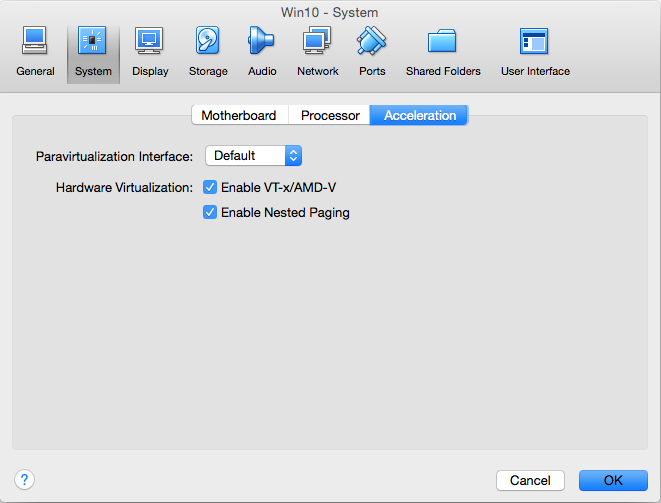 Win10 - System
General System Display Storage Audio Network Ports Shared Folders User Interface
Motherboard Processor Acceleration
Paravirtualization Interface: Default
Hardware Virtualization: Enable VT-x/AMD-V
Enable Nested Paging
? Cancel OK